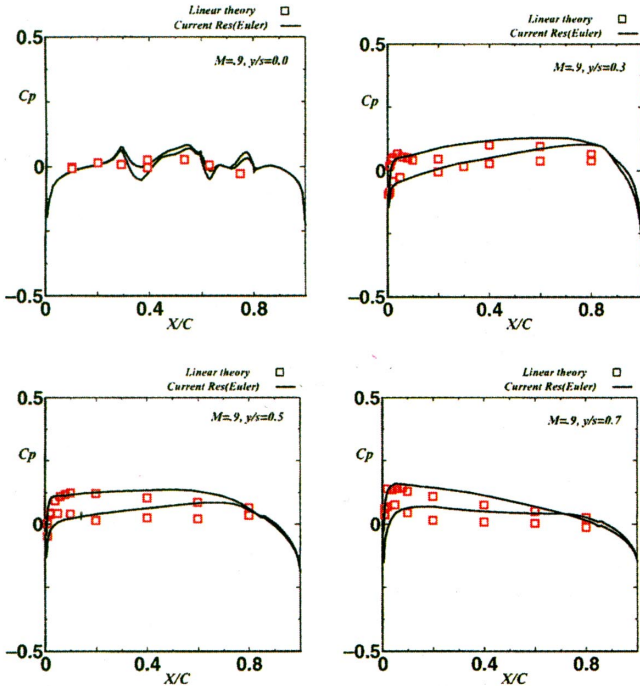 Linear theory
Current Res(Euler)
0.5
M=.9, y/s=0.0
Cp
0
−0.5
0
0.4
0.8
X/C
Linear theory
Current Res(Euler)
0.5
M=.9, y/s=0.3
Cp
0
−0.5
0
0.4
0.8
X/C
Linear theory
Current Res(Euler)
0.5
M=.9, y/s=0.5
Cp
0
−0.5
0
0.4
0.8
X/C
Linear theory
Current Res(Euler)
0.5
M=.9, y/s=0.7
Cp
0
−0.5
0
0.4
0.8
X/C